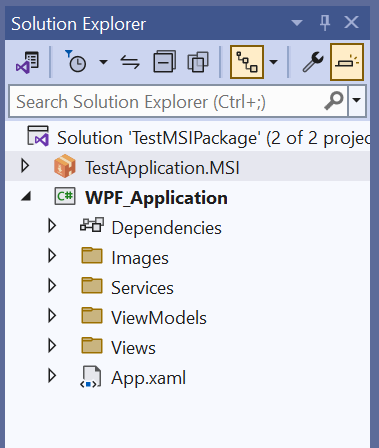 Solution Explorer
Search Solution Explorer (Ctrl+;)
Solution 'TestMSIPackage' (2 of 2 projec
TestApplication.MSI
C# WPF_Application
Dependencies
Images
Services
ViewModels
Views
App.xaml